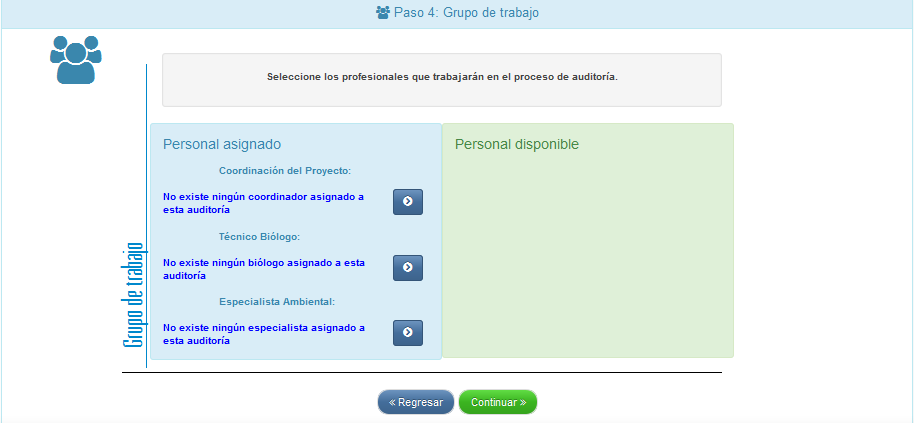 Paso 4: Grupo de trabajo
Seleccione los profesionales que trabajarán en el proceso de auditoría.
Grupo de trabajo
Personal asignado
Coordinación del Proyecto:
No existe ningún coordinador asignado a
esta auditoría
Técnico Biólogo:
No existe ningún biólogo asignado a esta
auditoría
Especialista Ambiental:
No existe ningún especialista asignado a
esta auditoría
Personal disponible
« Regresar
Continuar »